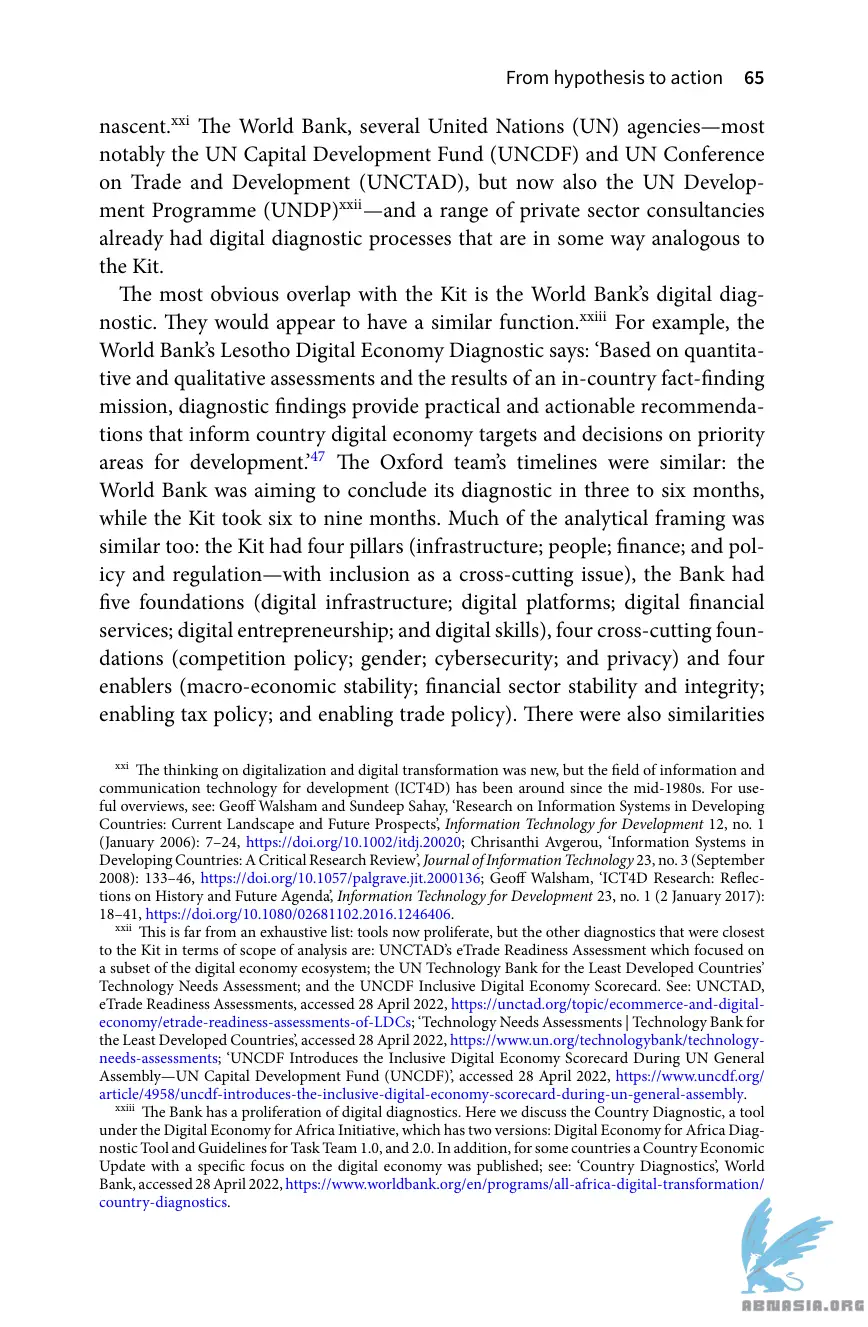 From hypothesis to action 65
nascent.xxi The World Bank, several United Nations (UN) agencies—most
notably the UN Capital Development Fund (UNCDF) and UN Conference
on Trade and Development (UNCTAD), but now also the UN Develop-
ment Programme (UNDP)xxii—and a range of private sector consultancies
already had digital diagnostic processes that are in some way analogous to
the Kit.
The most obvious overlap with the Kit is the World Bank’s digital diag-
nostic. They would appear to have a similar function.xxiii For example, the
World Bank’s Lesotho Digital Economy Diagnostic says: ‘Based on quantita-
tive and qualitative assessments and the results of an in-country fact-finding
mission, diagnostic findings provide practical and actionable recommenda-
tions that inform country digital economy targets and decisions on priority
areas for development.’47 The Oxford team’s timelines were similar: the
World Bank was aiming to conclude its diagnostic in three to six months,
while the Kit took six to nine months. Much of the analytical framing was
similar too: the Kit had four pillars (infrastructure; people; finance; and pol-
icy and regulation—with inclusion as a cross-cutting issue), the Bank had
five foundations (digital infrastructure; digital platforms; digital financial
services; digital entrepreneurship; and digital skills), four cross-cutting foun-
dations (competition policy; gender; cybersecurity; and privacy) and four
enablers (macro-economic stability; financial sector stability and integrity;
enabling tax policy; and enabling trade policy). There were also similarities
xxi The thinking on digitalization and digital transformation was new, but the field of information and
communication technology for development (ICT4D) has been around since the mid-1980s. For use-
ful overviews, see: Geoff Walsham and Sundeep Sahay, ‘Research on Information Systems in Developing
Countries: Current Landscape and Future Prospects’, Information Technology for Development 12, no. 1
(January 2006): 7–24, https://doi.org/10.1002/itdj.20020; Chrisanthi Avgerou, ‘Information Systems in
Developing Countries: A Critical Research Review’, Journal of Information Technology 23, no. 3 (September
2008): 133–46, https://doi.org/10.1057/palgrave.jit.2000136; Geoff Walsham, ‘ICT4D Research: Reflec-
tions on History and Future Agenda’, Information Technology for Development 23, no. 1 (2 January 2017):
18–41, https://doi.org/10.1080/02681102.2016.1246406.
xxii This is far from an exhaustive list: tools now proliferate, but the other diagnostics that were closest
to the Kit in terms of scope of analysis are: UNCTAD’s eTrade Readiness Assessment which focused on
a subset of the digital economy ecosystem; the UN Technology Bank for the Least Developed Countries’
Technology Needs Assessment; and the UNCDF Inclusive Digital Economy Scorecard. See: UNCTAD,
eTrade Readiness Assessments, accessed 28 April 2022, https://unctad.org/topic/ecommerce-and-digital-
economy/etrade-readiness-assessments-of-LDCs; ‘Technology Needs Assessments | Technology Bank for
the Least Developed Countries’, accessed 28 April 2022, https://www.un.org/technologybank/technology-
needs-assessments; ‘UNCDF Introduces the Inclusive Digital Economy Scorecard During UN General
Assembly—UN Capital Development Fund (UNCDF)’, accessed 28 April 2022, https://www.uncdf.org/
article/4958/uncdf-introduces-the-inclusive-digital-economy-scorecard-during-un-general-assembly.
xxiii The Bank has a proliferation of digital diagnostics. Here we discuss the Country Diagnostic, a tool
under the Digital Economy for Africa Initiative, which has two versions: Digital Economy for Africa Diag-
nostic Tool and Guidelines for Task Team 1.0, and 2.0. In addition, for some countries a Country Economic
Update with a specific focus on the digital economy was published; see: ‘Country Diagnostics’, World
Bank, accessed 28 April 2022, https://www.worldbank.org/en/programs/all-africa-digital-transformation/
country-diagnostics.
ABNASIA.ORG